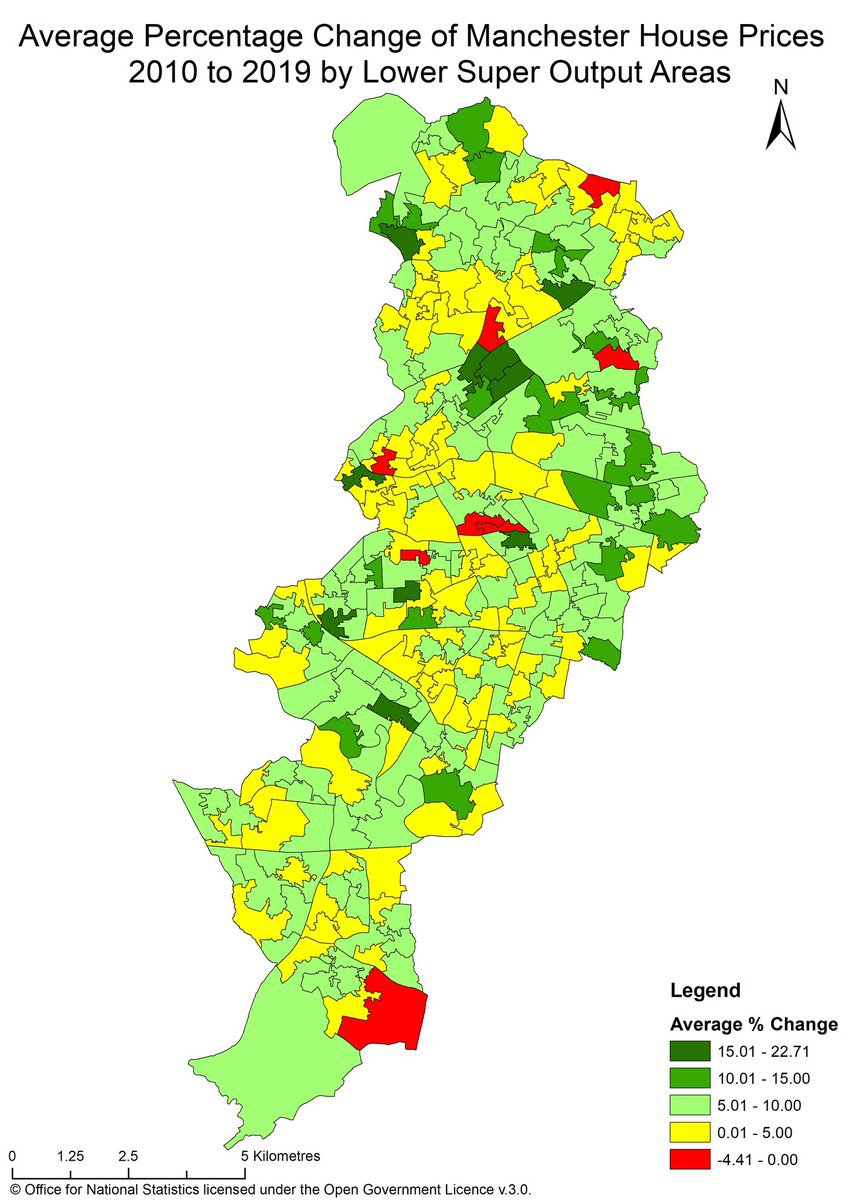 Average Percentage Change of Manchester House Prices
2010 to 2019 by Lower Super Output Areas
N
Legend
Average % Change
15.01 - 22.71
10.01 - 15.00
5.01 - 10.00
0.01 - 5.00
-4.41 - 0.00
0 1.25 2.5 5 Kilometres
© Office for National Statistics licensed under the Open Government Licence v.3.0.